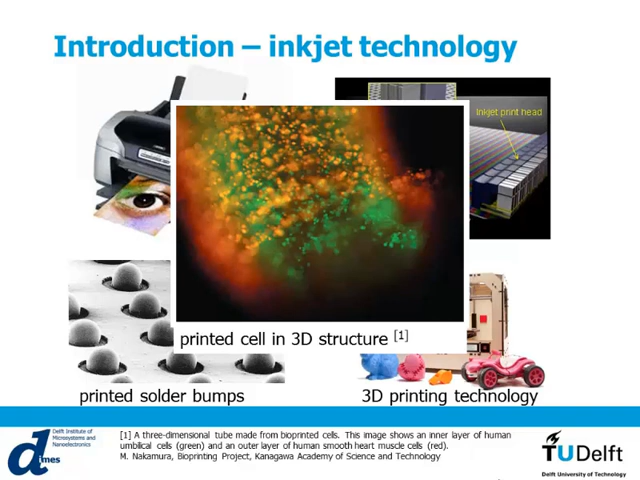 Introduction – inkjet technology
Inkjet print head
printed cell in 3D structure [1]
printed solder bumps
3D printing technology
Delft Institute of
Microsystems and
Nanoelectronics
dimes
[1] A three-dimensional tube made from bioprinted cells. This image shows an inner layer of human
umbilical cells (green) and an outer layer of human smooth heart muscle cells (red).
M. Nakamura, Bioprinting Project, Kanagawa Academy of Science and Technology
TUDelft
Delft University of Technology